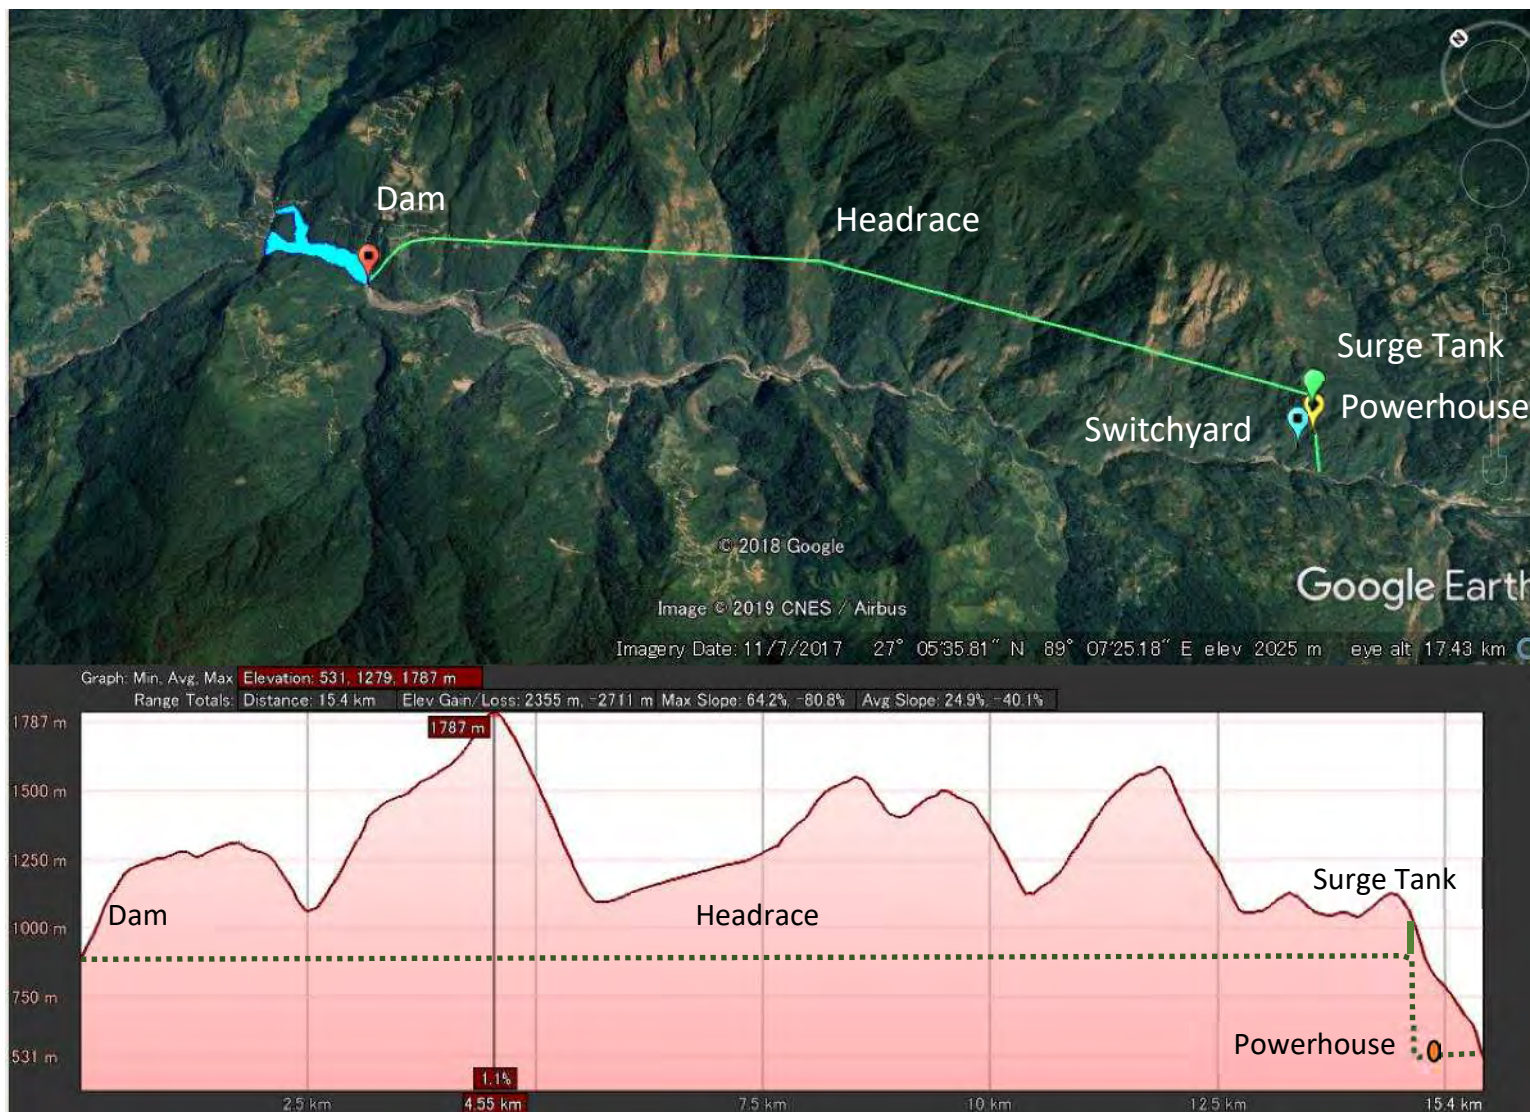 N
Dam
Headrace
Surge Tank
Powerhouse
Switchyard
© 2018 Google
Google Earth
Image © 2019 CNES / Airbus
Imagery Date: 11/7/2017 27° 05'35.81" N 89° 07'25.18" E elev 2025 m eye alt 17.43 km
Graph: Min, Avg, Max Elevation: 531, 1279, 1787 m
Range Totals: Distance: 15.4 km Elev Gain/Loss: 2355 m, -2711 m Max Slope: 64.2%, -80.8% Avg Slope: 24.9%, -40.1%
1787 m
1787 m
1500 m
1250 m
Surge Tank
Dam
Headrace
1000 m
750 m
Powerhouse
531 m
1.1%
2.5 km 4.55 km 7.5 km 10 km 12.5 km 15.4 km